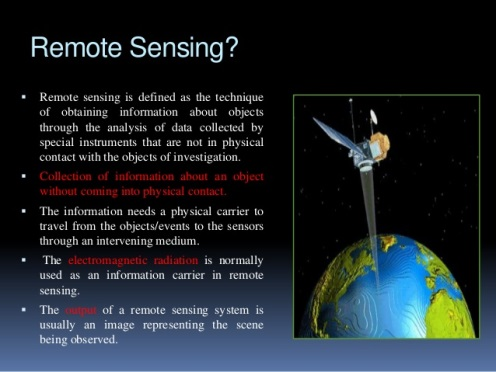 Remote Sensing?
Remote sensing is defined as the technique
of obtaining information about objects
through the analysis of data collected by
special instruments that are not in physical
contact with the objects of investigation.
Collection of information about an object
without coming into physical contact.
The information needs a physical carrier to
travel from the objects/events to the sensors
through an intervening medium.
The electromagnetic radiation is normally
used as an information carrier in remote
sensing.
The output of a remote sensing system is
usually an image representing the scene
being observed.